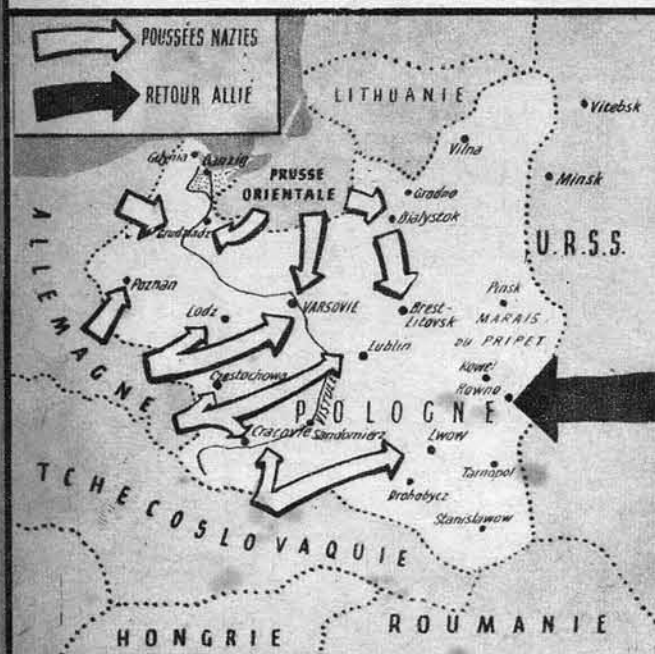 POUSSÉES NAZIES
RETOUR ALLIÉ
LITHUANIE
Vitebsk
Vilna
Minsk
Gdynia
Danzig
PRUSSE
ORIENTALE
Grodno
Bialystok
Grudziadz
ALLEMAGNE
U.R.S.S.
Poznan
Lodz
VARSOVIE
Brest-
Litovsk
Pinsk
MARAIS
DU PRIPET
Lublin
Kowel
Rowno
Częstochowa
VISTULE
POLOGNE
Cracovie
Sandomierz
Lwow
Tarnopol
Drohobycz
Stanislawow
TCHECOSLOVAQUIE
HONGRIE
ROUMANIE